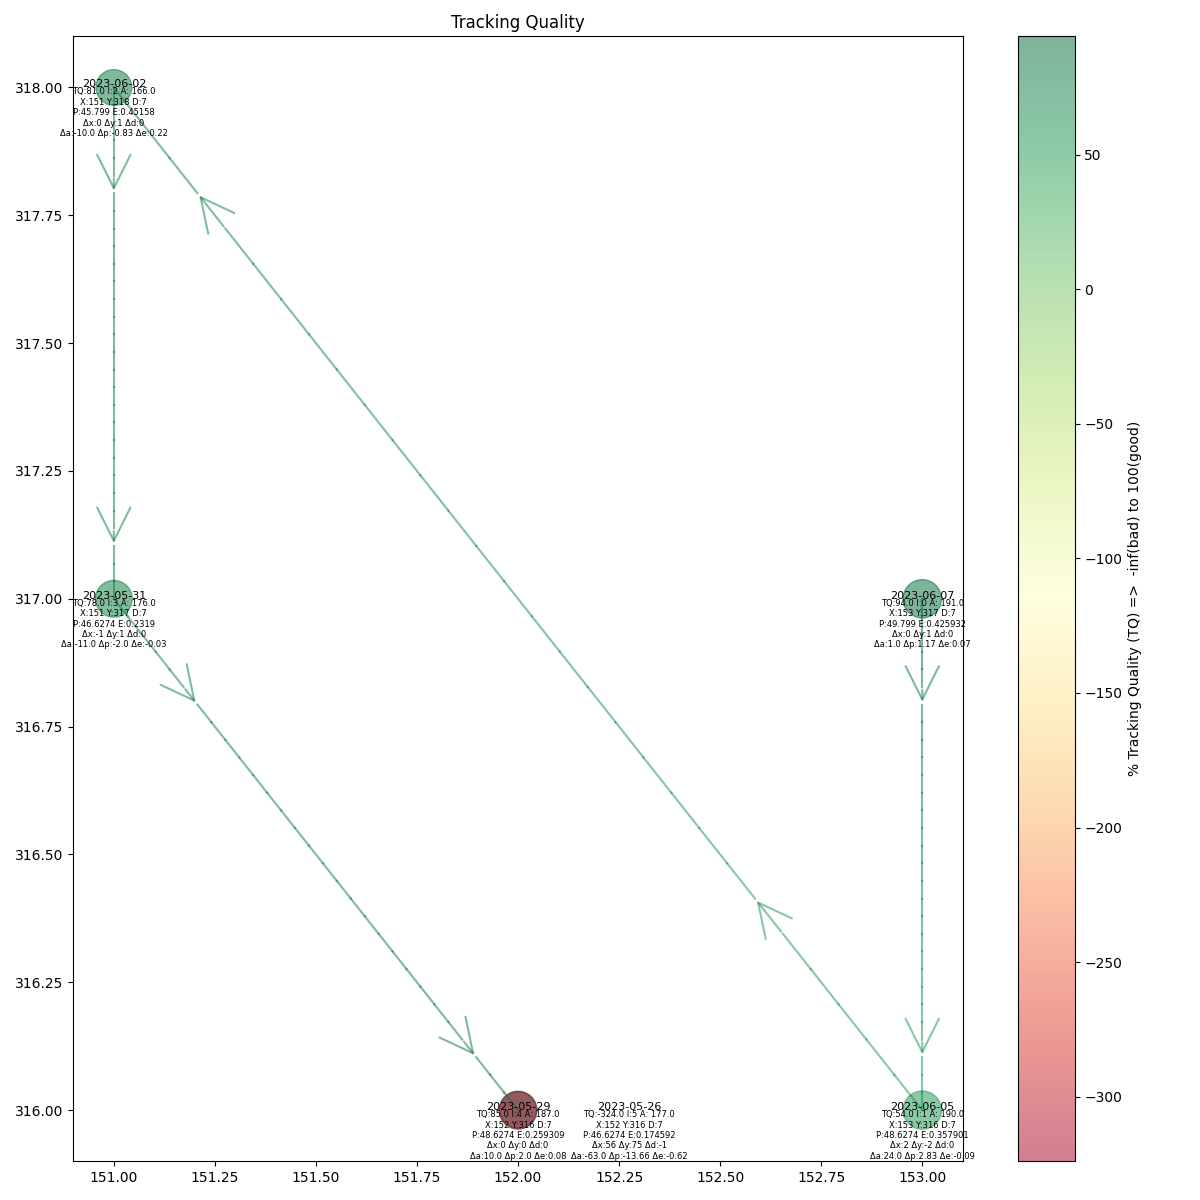 Tracking Quality
318.00
317.75
317.50
317.25
317.00
316.75
316.50
316.25
316.00
151.00
151.25
151.50
151.75
152.00
152.25
152.50
152.75
153.00
2023-06-02
TQ:81.0 I:2 A: 166.0
X:151 Y:318 D:7
P:45.799 E:0.45158
Δx:0 Δy:1 Δd:0
Δa:-10.0 Δp:-0.83 Δe:0.22
2023-05-31
TQ:78.0 I:3 A: 176.0
X:151 Y:317 D:7
P:46.6274 E:0.2319
Δx:-1 Δy:1 Δd:0
Δa:-11.0 Δp:-2.0 Δe:-0.03
2023-06-07
TQ:94.0 I:0 A: 191.0
X:153 Y:317 D:7
P:49.799 E:0.425932
Δx:0 Δy:1 Δd:0
Δa:1.0 Δp:1.17 Δe:0.07
2023-05-29
TQ:85.0 I:4 A: 187.0
X:152 Y:316 D:7
P:48.6274 E:0.259309
Δx:0 Δy:0 Δd:0
Δa:10.0 Δp:2.0 Δe:0.08
2023-05-26
TQ:-324.0 I:5 A: 177.0
X:152 Y:316 D:7
P:46.6274 E:0.174592
Δx:56 Δy:75 Δd:-1
Δa:-63.0 Δp:-13.66 Δe:-0.62
2023-06-05
TQ:54.0 I:1 A: 190.0
X:153 Y:316 D:7
P:48.6274 E:0.357901
Δx:2 Δy:-2 Δd:0
Δa:24.0 Δp:2.83 Δe:-0.09
50
0
−50
−100
−150
−200
−250
−300
% Tracking Quality (TQ) => -inf(bad) to 100(good)